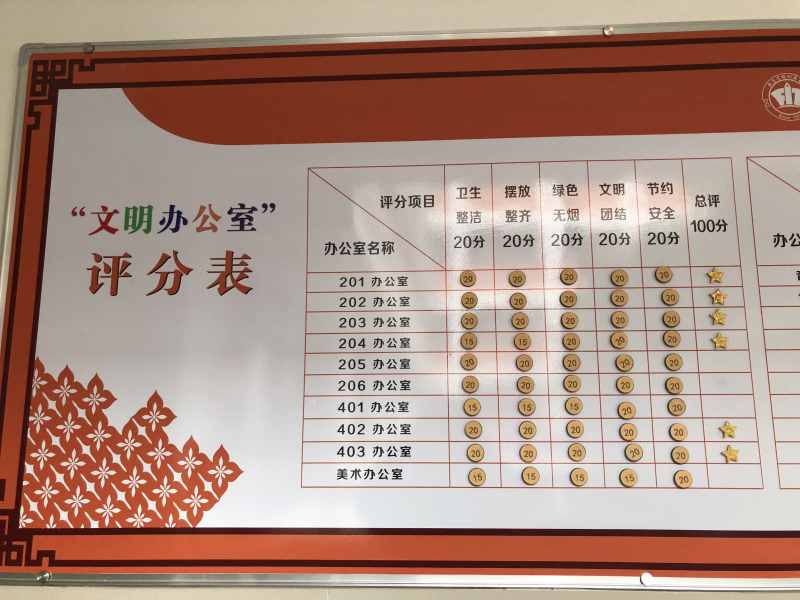 “文明办公室”
评分表
评分项目
办公室名称
卫生
整洁
20分
摆放
整齐
20分
绿色
无烟
20分
文明
团结
20分
节约
安全
20分
总评
100分
201 办公室 20 20 20 20 20
202 办公室 20 20 20 20 20
203 办公室 20 20 20 20 20
204 办公室 15 15 20 20 20
205 办公室 20 20 20 20 20
206 办公室 20 20 20 20 20
401 办公室 15 15 15 20 20
402 办公室 20 20 20 20 20
403 办公室 20 20 20 20 20
美术办公室 15 15 15 15 20
办公